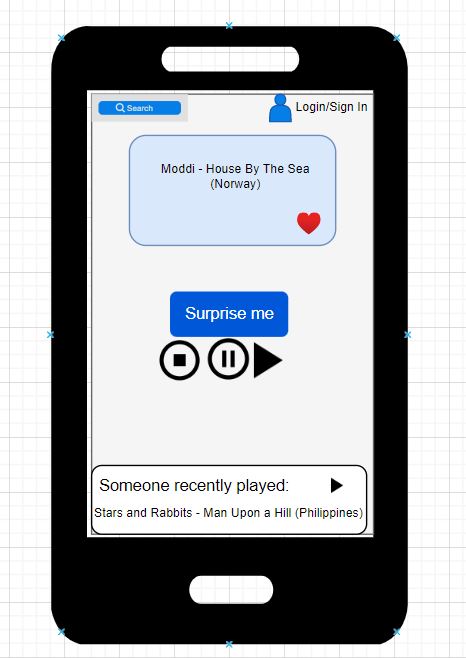 Search
Login/Sign In
Moddi - House By The Sea
(Norway)
Surprise me
Someone recently played:
Stars and Rabbits - Man Upon a Hill (Philippines)